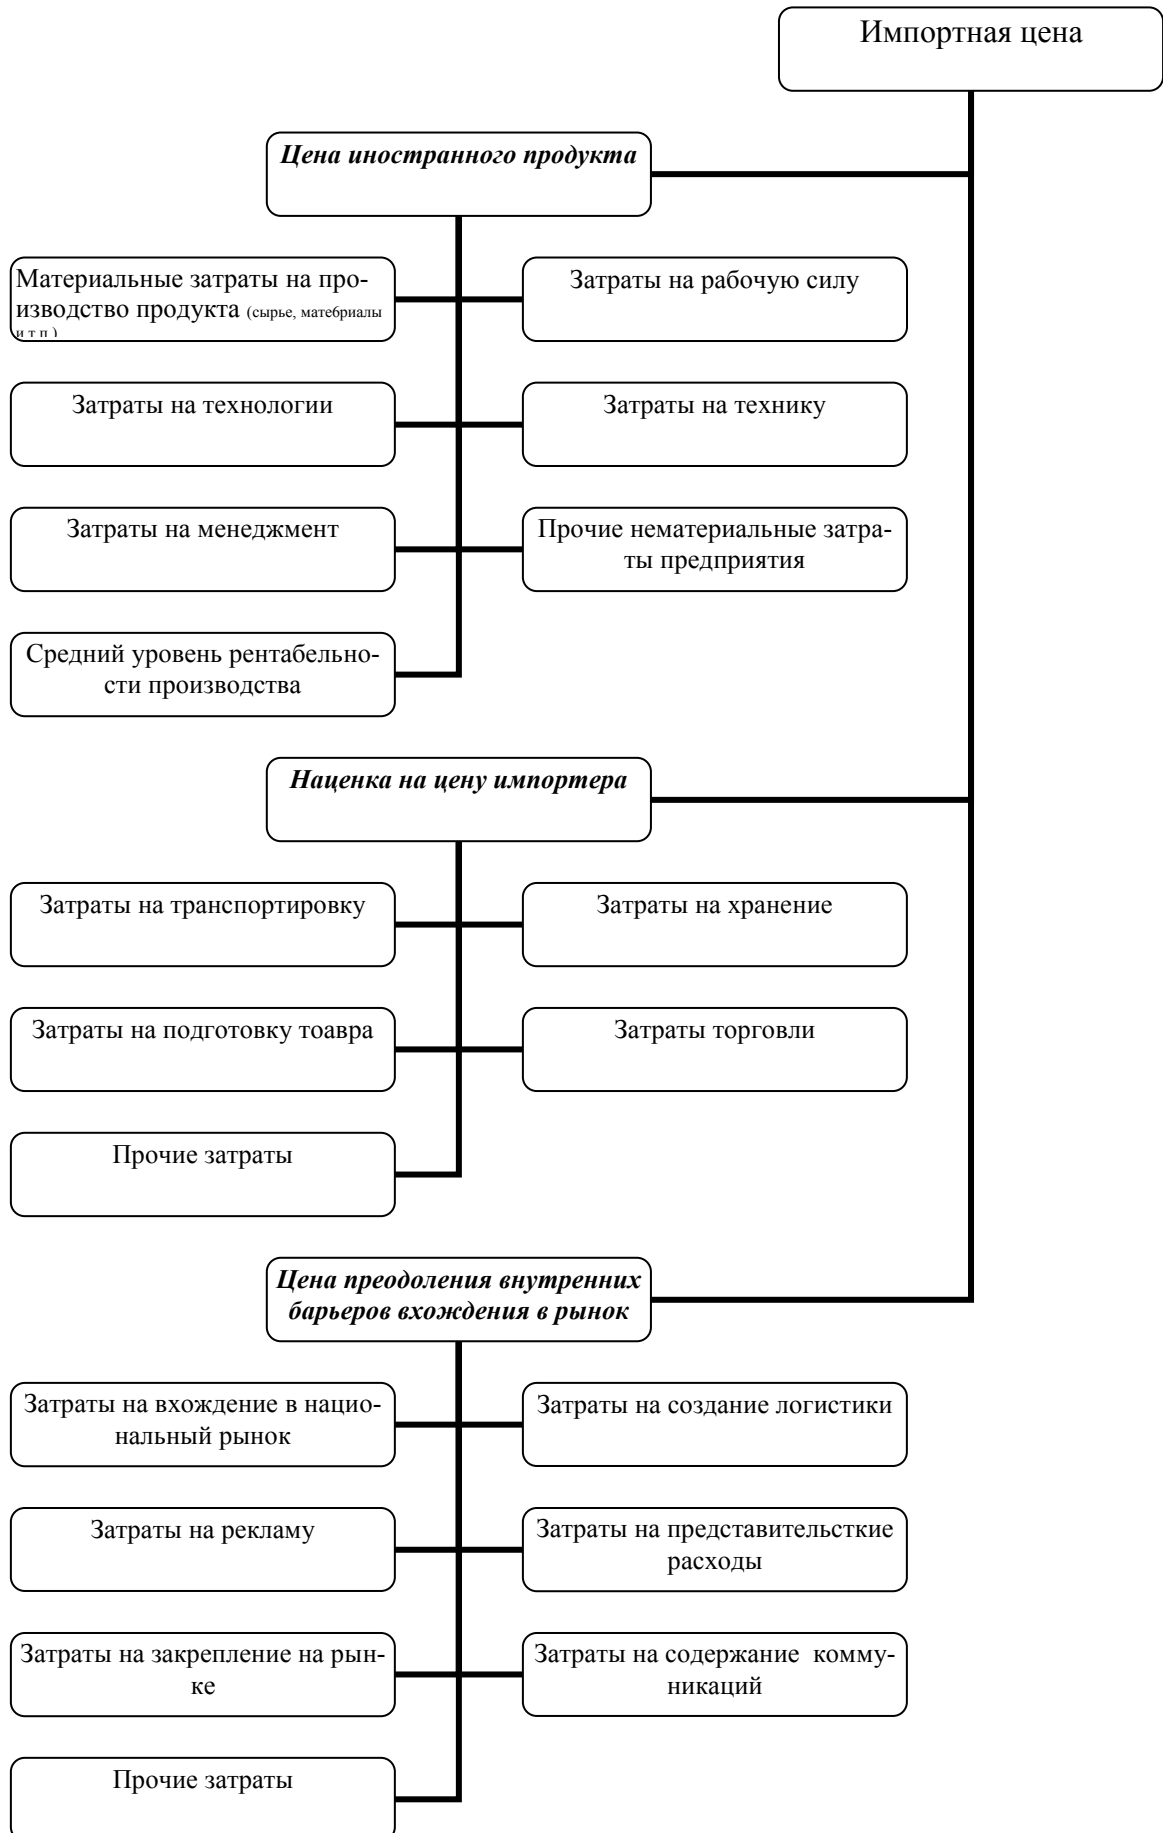 Импортная цена
Цена иностранного продукта
Материальные затраты на про-
изводство продукта (сырье, мате6риалы
и т.п.)
Затраты на рабочую силу
Затраты на технологии
Затраты на технику
Затраты на менеджмент
Прочие нематериальные затра-
ты предприятия
Средний уровень рентабельно-
сти производства
Наценка на цену импортера
Затраты на транспортировку
Затраты на хранение
Затраты на подготовку тоавра
Затраты торговли
Прочие затраты
Цена преодоления внутренних
барьеров вхождения в рынок
Затраты на вхождение в нацио-
нальный рынок
Затраты на создание логистики
Затраты на рекламу
Затраты на представительсткие
расходы
Затраты на закрепление на рын-
ке
Затраты на содержание  комму-
никаций
Прочие затраты